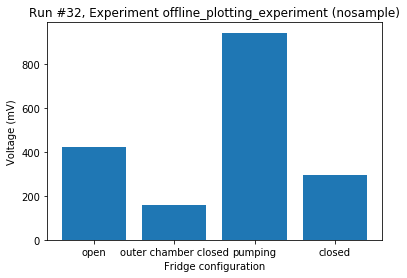 Run #32, Experiment offline_plotting_experiment (nosample)
Voltage (mV)
800
600
400
200
0
open outer chamber closed pumping closed
Fridge configuration